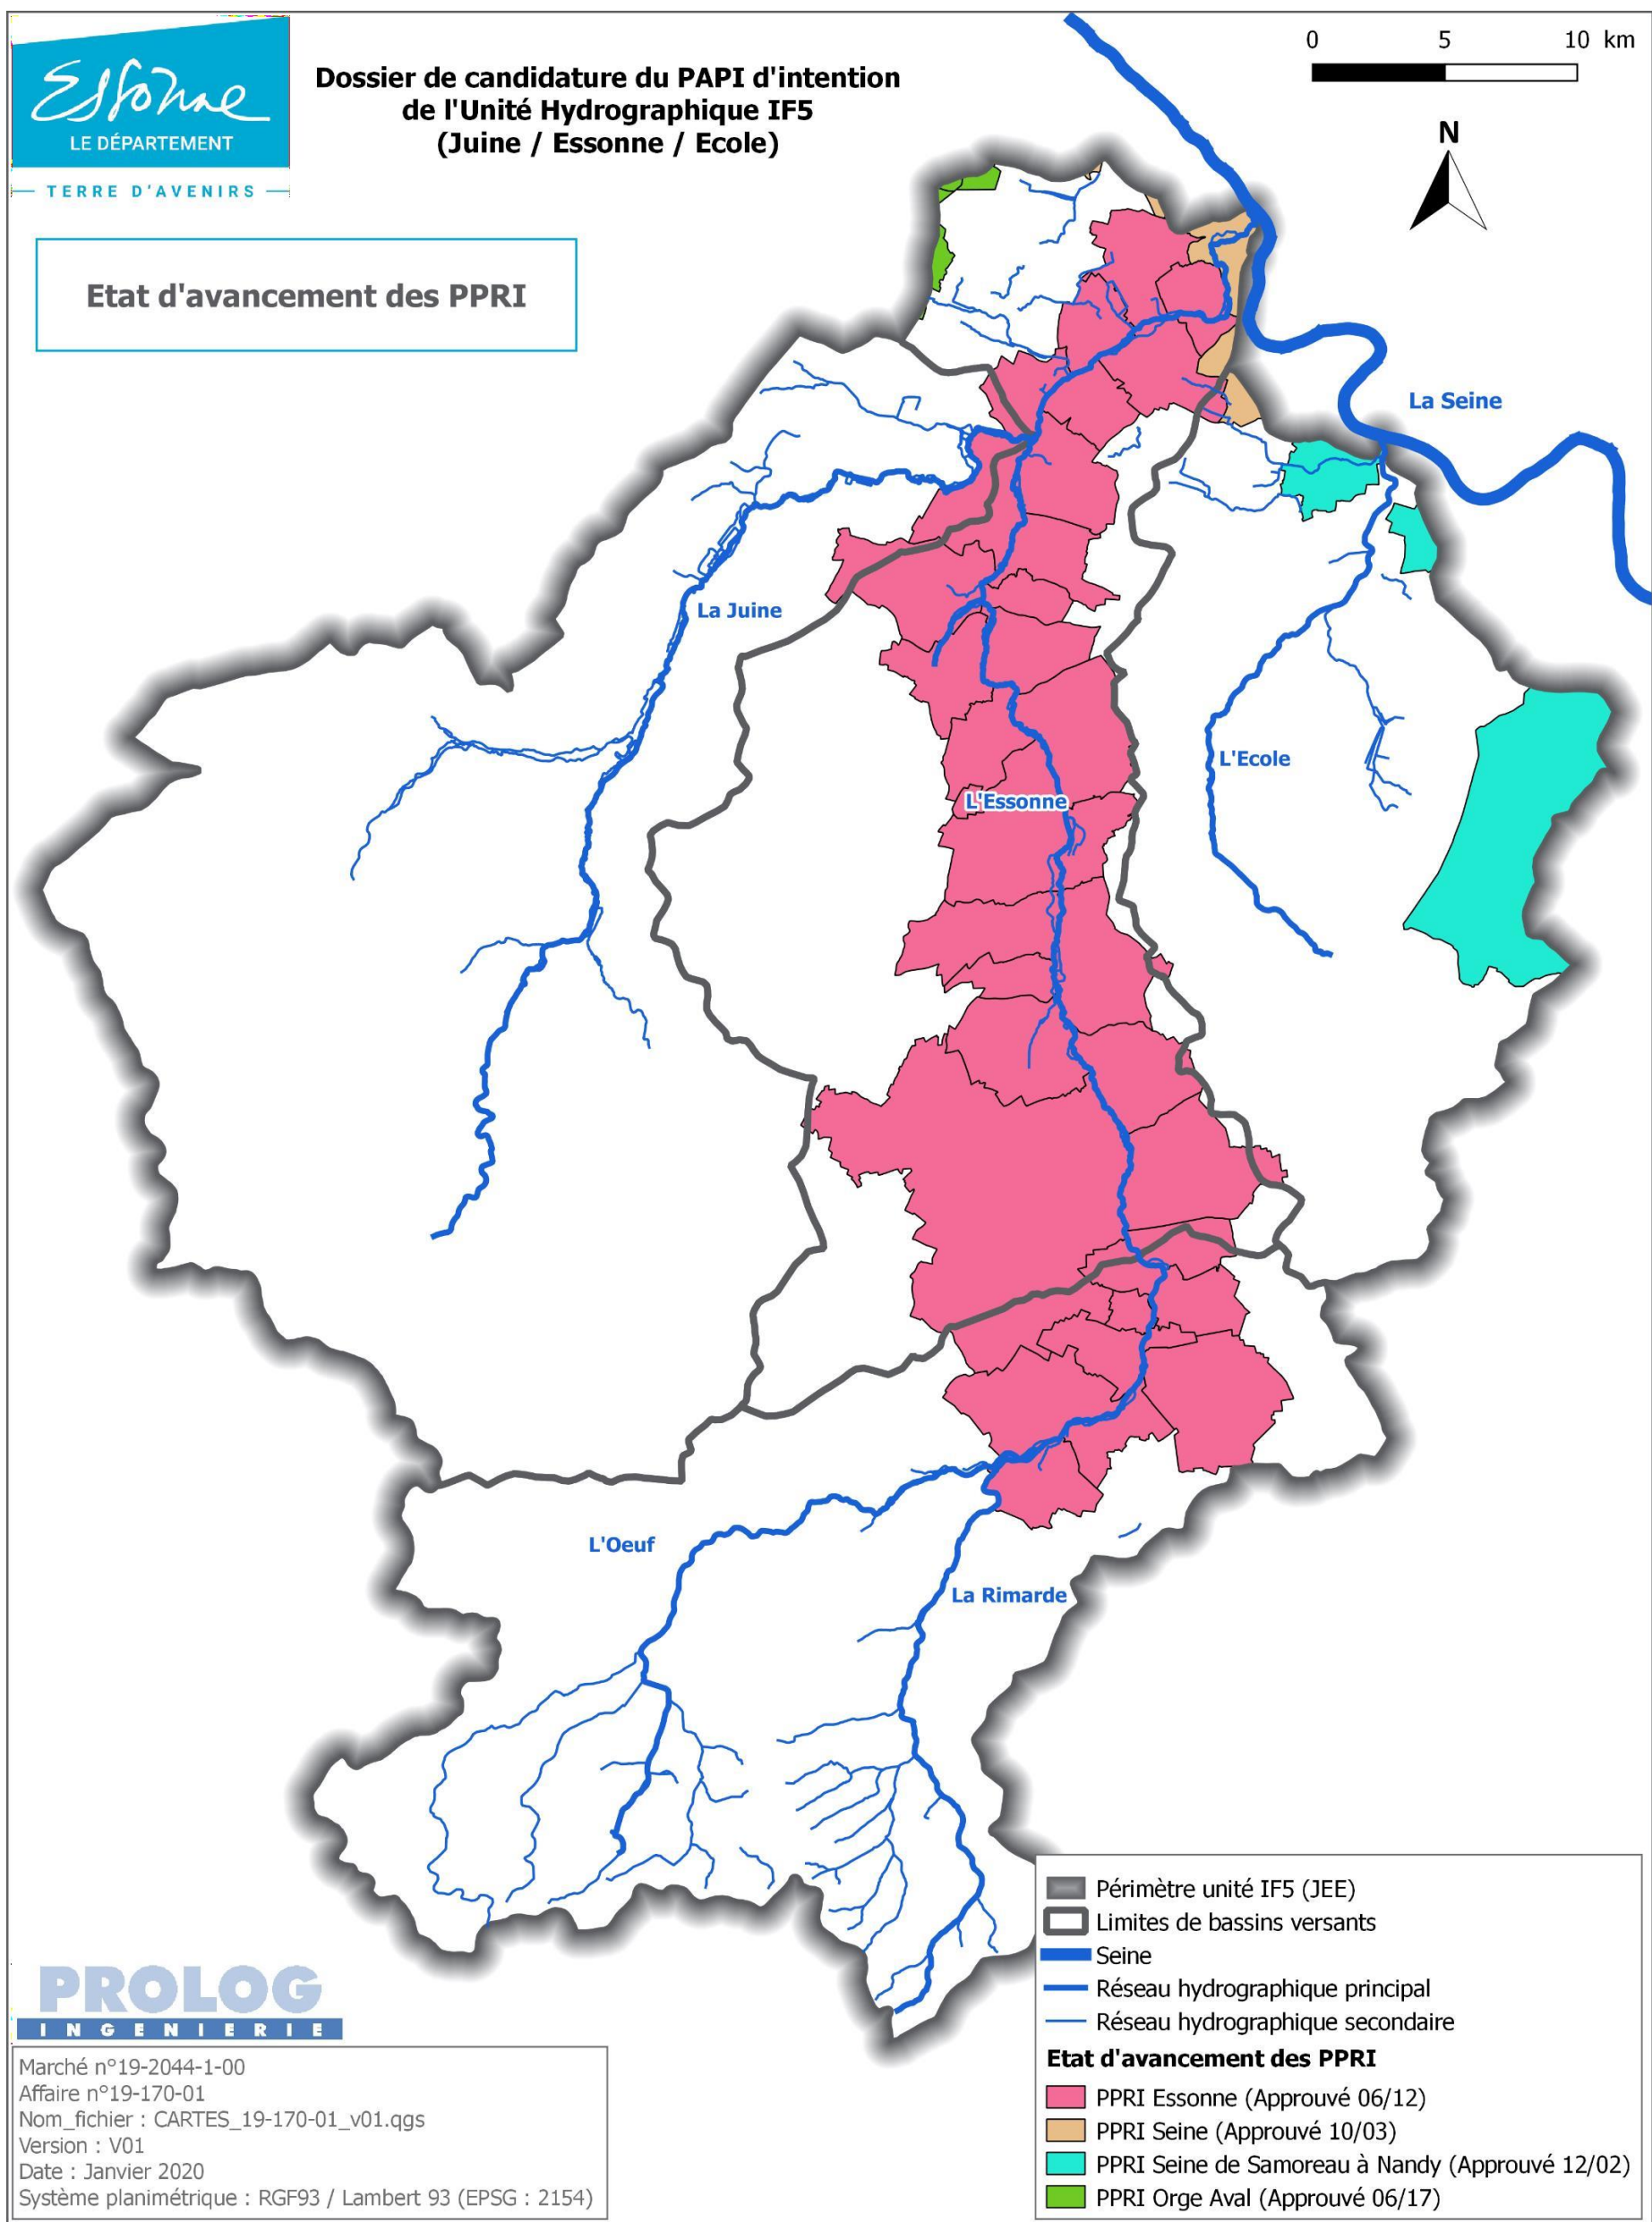 Essonne
LE DÉPARTEMENT
TERRE D'AVENIRS
Dossier de candidature du PAPI d'intention
de l'Unité Hydrographique IF5
(Juine / Essonne / Ecole)
0 5 10 km
N
Etat d'avancement des PPRI
La Seine
La Juine
L'Ecole
L'Essonne
L'Oeuf
La Rimarde
Périmètre unité IF5 (JEE)
Limites de bassins versants
Seine
Réseau hydrographique principal
Réseau hydrographique secondaire
Etat d'avancement des PPRI
PPRI Essonne (Approuvé 06/12)
PPRI Seine (Approuvé 10/03)
PPRI Seine de Samoreau à Nandy (Approuvé 12/02)
PPRI Orge Aval (Approuvé 06/17)
PROLOG
INGENIERIE
Marché n°19-2044-1-00
Affaire n°19-170-01
Nom_fichier : CARTES_19-170-01_v01.qgs
Version : V01
Date : Janvier 2020
Système planimétrique : RGF93 / Lambert 93 (EPSG : 2154)